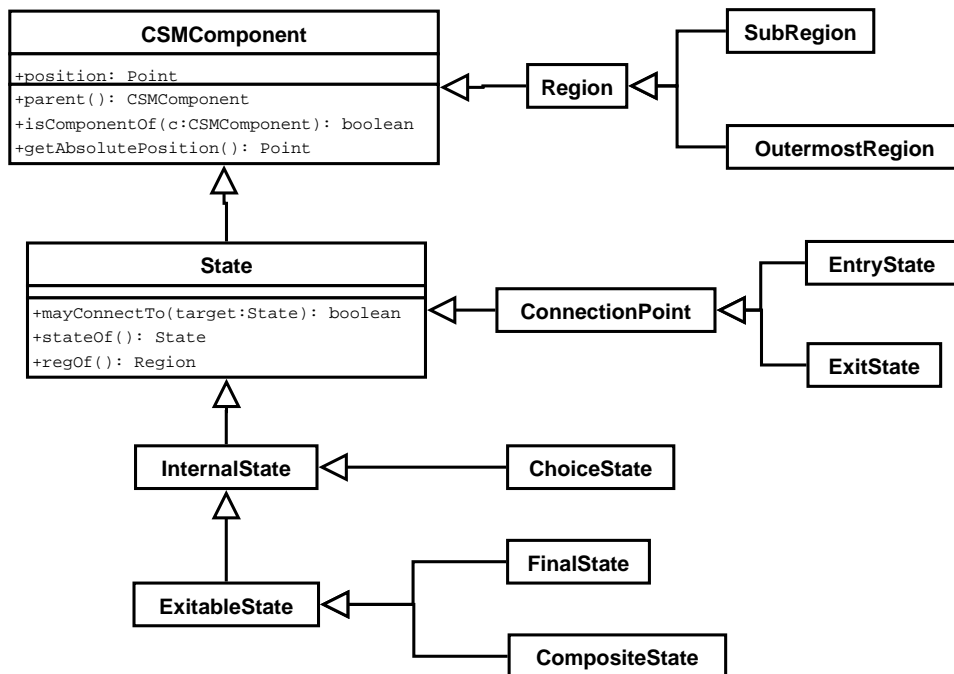 CSMComponent
+position: Point
+parent(): CSMComponent
+isComponentOf(c:CSMComponent): boolean
+getAbsolutePosition(): Point
Region
SubRegion
OutermostRegion
State
+mayConnectTo(target:State): boolean
+stateOf(): State
+regOf(): Region
ConnectionPoint
EntryState
ExitState
InternalState
ChoiceState
ExitableState
FinalState
CompositeState